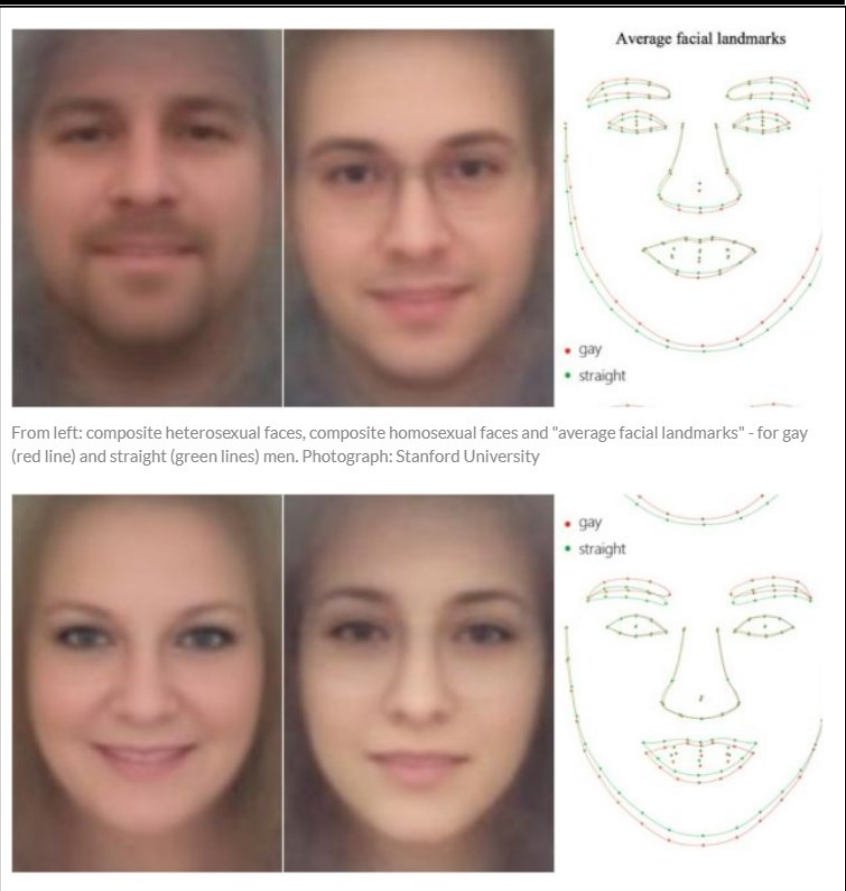 Average facial landmarks
gay
straight
From left: composite heterosexual faces, composite homosexual faces and "average facial landmarks" - for gay
(red line) and straight (green lines) men. Photograph: Stanford University
gay
straight